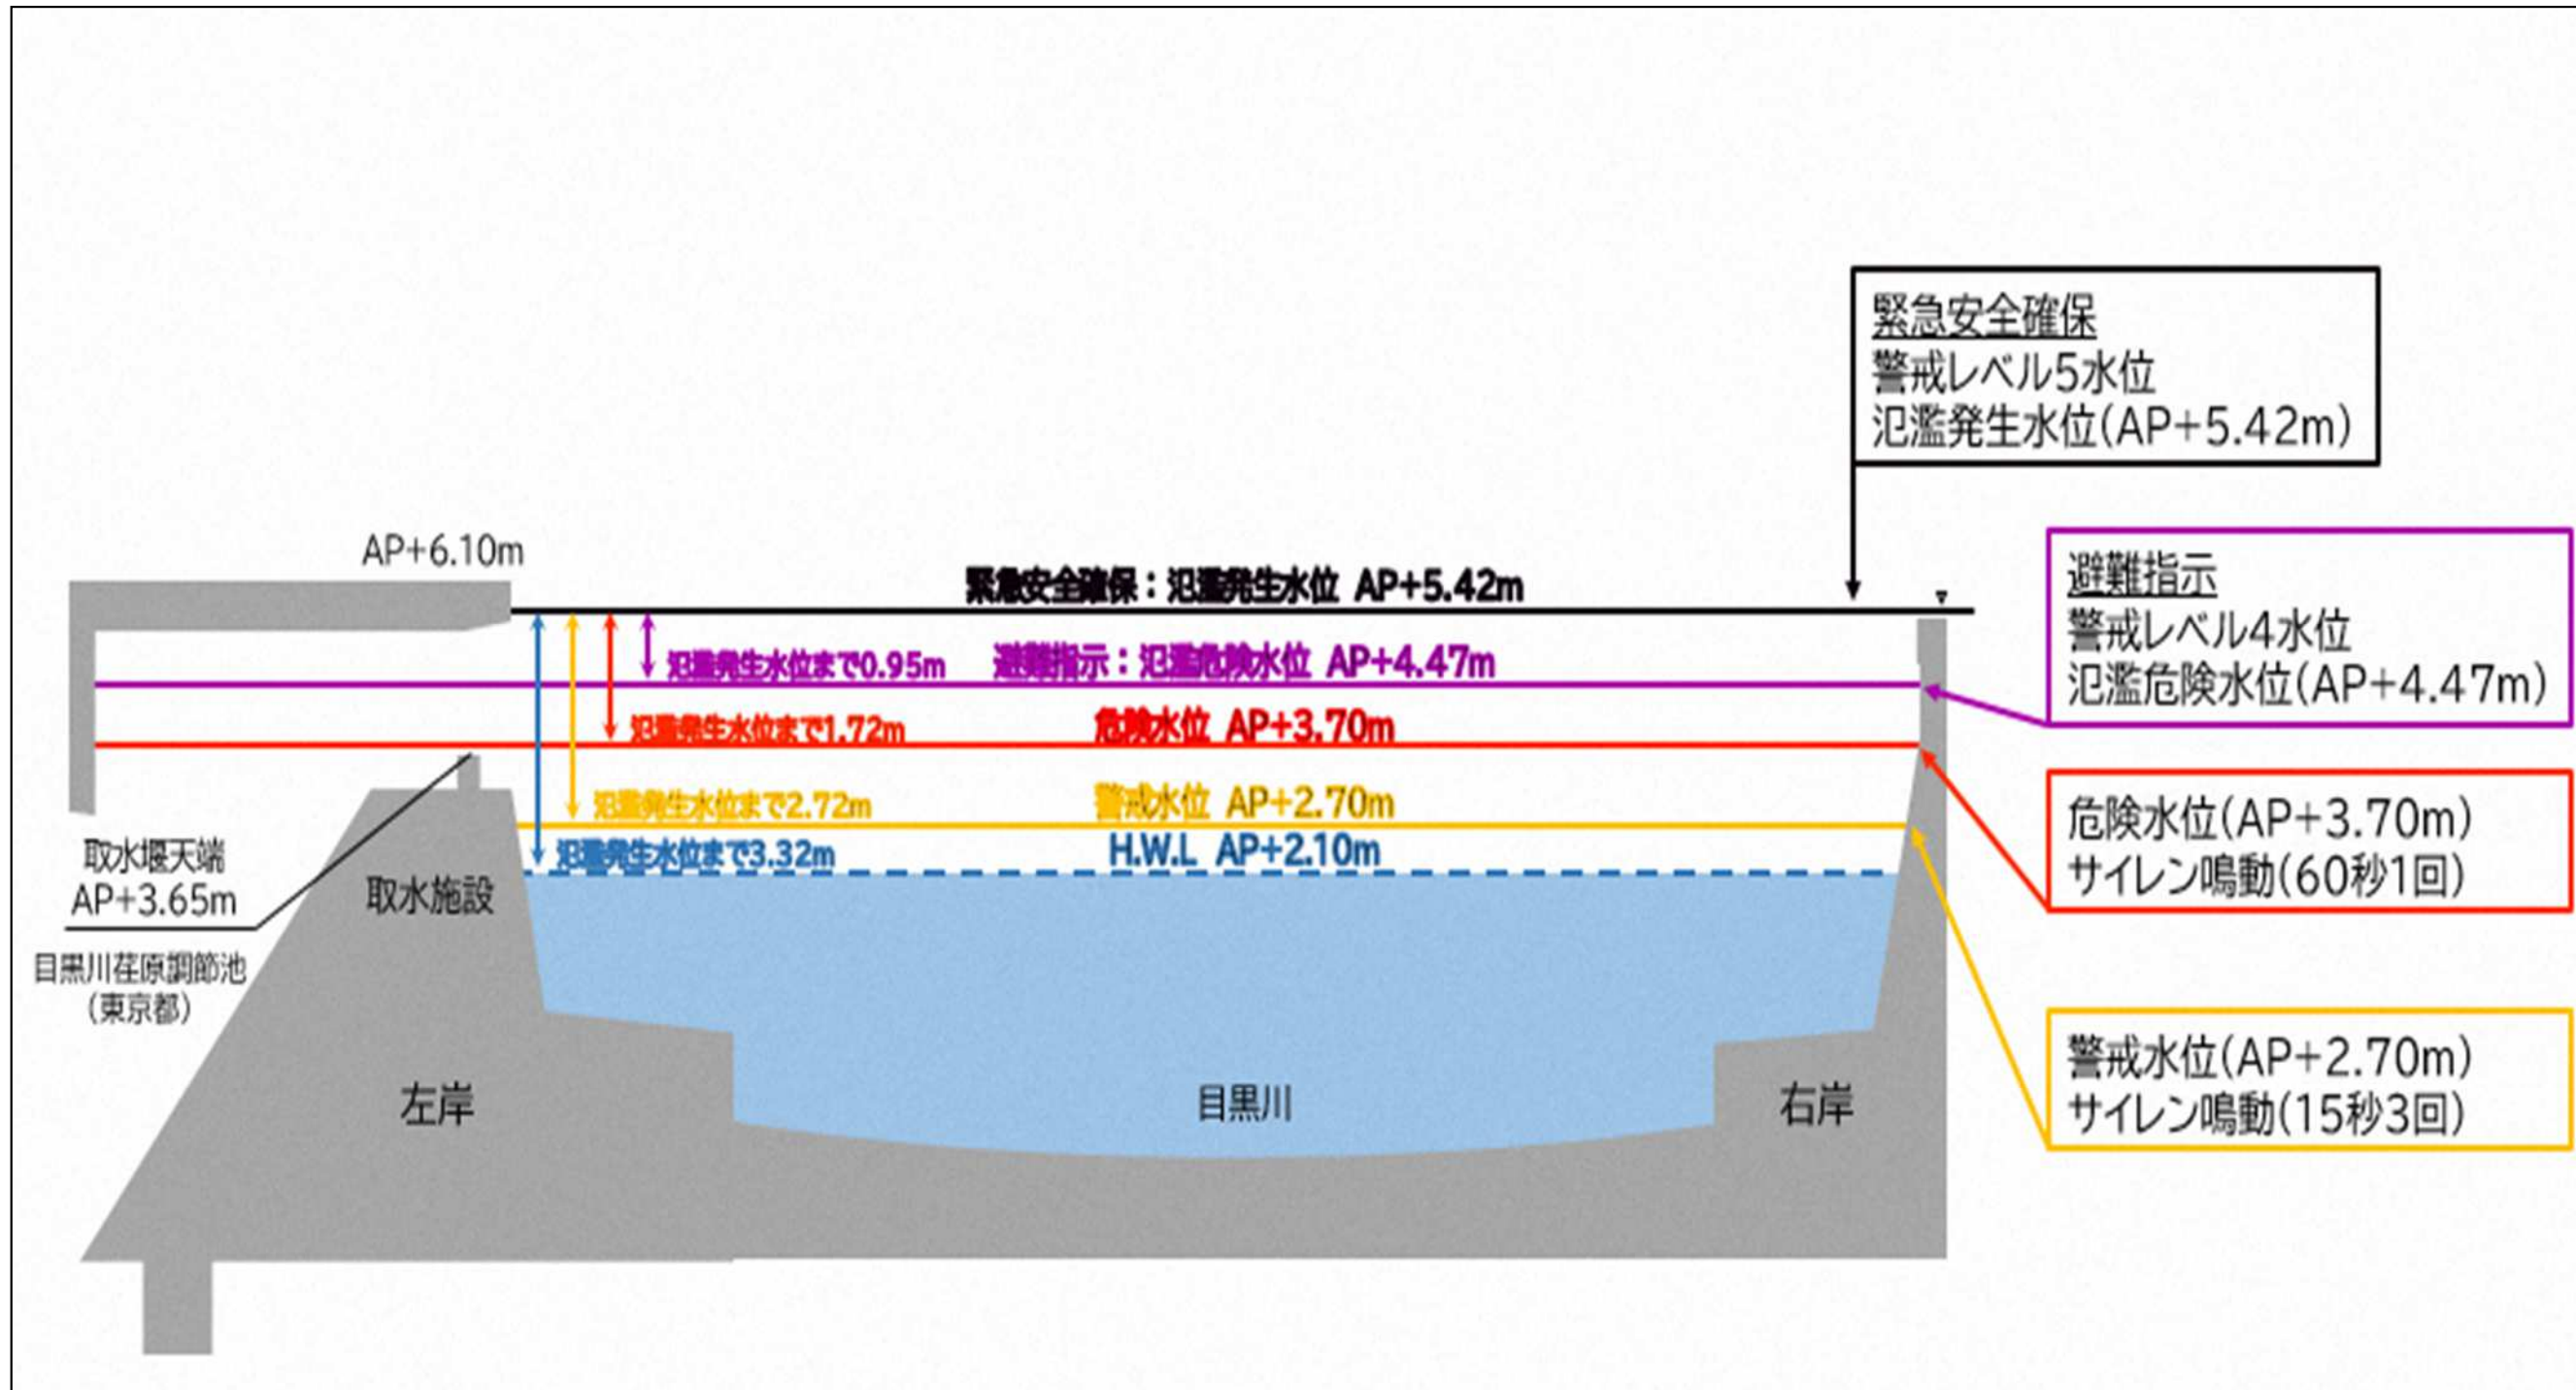 緊急安全確保
警戒レベル5水位
氾濫発生水位(AP+5.42m)
AP+6.10m
緊急安全確保：氾濫発生水位 AP+5.42m
避難指示
警戒レベル4水位
氾濫危険水位(AP+4.47m)
氾濫発生水位まで0.95m
避難指示：氾濫危険水位 AP+4.47m
氾濫発生水位まで1.72m
危険水位 AP+3.70m
危険水位(AP+3.70m)
サイレン鳴動(60秒1回)
氾濫発生水位まで2.72m
警戒水位 AP+2.70m
氾濫発生水位まで3.32m
H.W.L AP+2.10m
取水堰天端
AP+3.65m
取水施設
目黒川荏原調節池
(東京都)
警戒水位(AP+2.70m)
サイレン鳴動(15秒3回)
左岸
目黒川
右岸